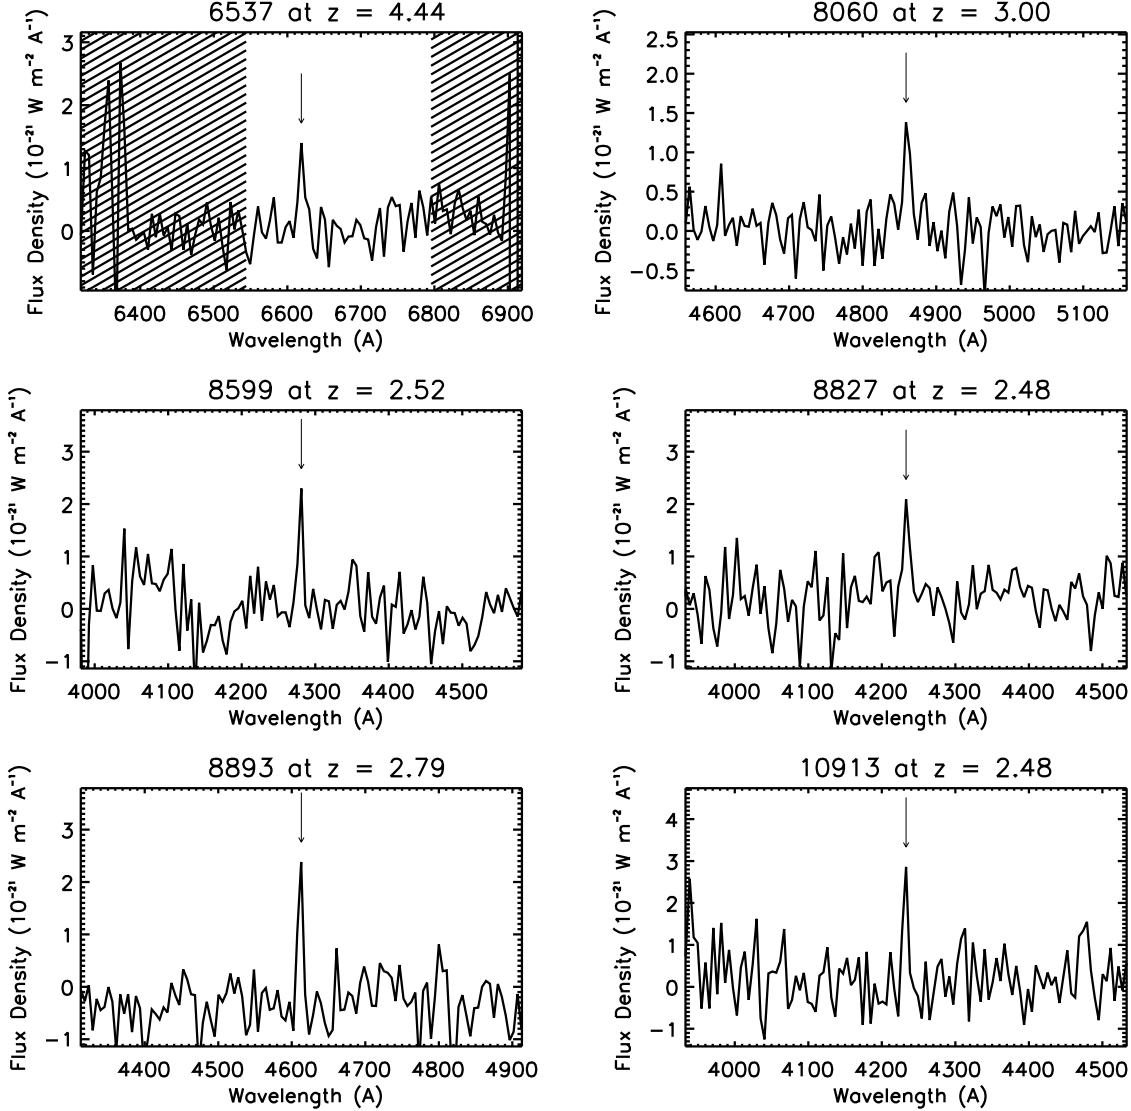 6537 at z = 4.44
Flux Density (10⁻²¹ W m⁻² A⁻¹)
3
2
1
0
6400 6500 6600 6700 6800 6900
Wavelength (A)
8060 at z = 3.00
Flux Density (10⁻²¹ W m⁻² A⁻¹)
2.5
2.0
1.5
1.0
0.5
0.0
−0.5
4600 4700 4800 4900 5000 5100
Wavelength (A)
8599 at z = 2.52
Flux Density (10⁻²¹ W m⁻² A⁻¹)
3
2
1
0
−1
4000 4100 4200 4300 4400 4500
Wavelength (A)
8827 at z = 2.48
Flux Density (10⁻²¹ W m⁻² A⁻¹)
3
2
1
0
−1
4000 4100 4200 4300 4400 4500
Wavelength (A)
8893 at z = 2.79
Flux Density (10⁻²¹ W m⁻² A⁻¹)
3
2
1
0
−1
4400 4500 4600 4700 4800 4900
Wavelength (A)
10913 at z = 2.48
Flux Density (10⁻²¹ W m⁻² A⁻¹)
4
3
2
1
0
−1
4000 4100 4200 4300 4400 4500
Wavelength (A)